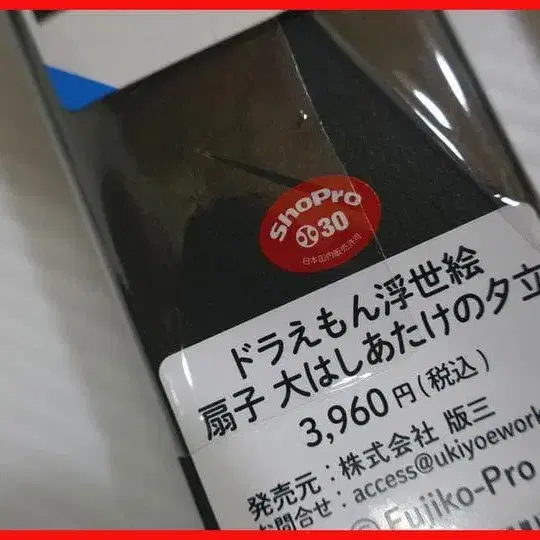 ShoPro
30
日本国内販売許可
ドラえもん浮世絵
扇子 大はしあたけの夕立
3,960円(税込)
発売元:株式会社 版三
お問合せ:access@ukiyoework
© Fujiko-Pro